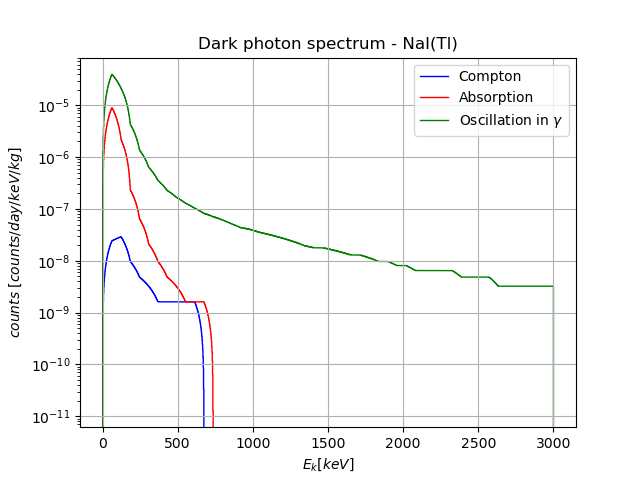 Dark photon spectrum - NaI(Tl)
Compton
Absorption
Oscillation in γ
counts [counts/day/keV/kg]
10⁻⁵
10⁻⁶
10⁻⁷
10⁻⁸
10⁻⁹
10⁻¹⁰
10⁻¹¹
0 500 1000 1500 2000 2500 3000
Eₖ[keV]